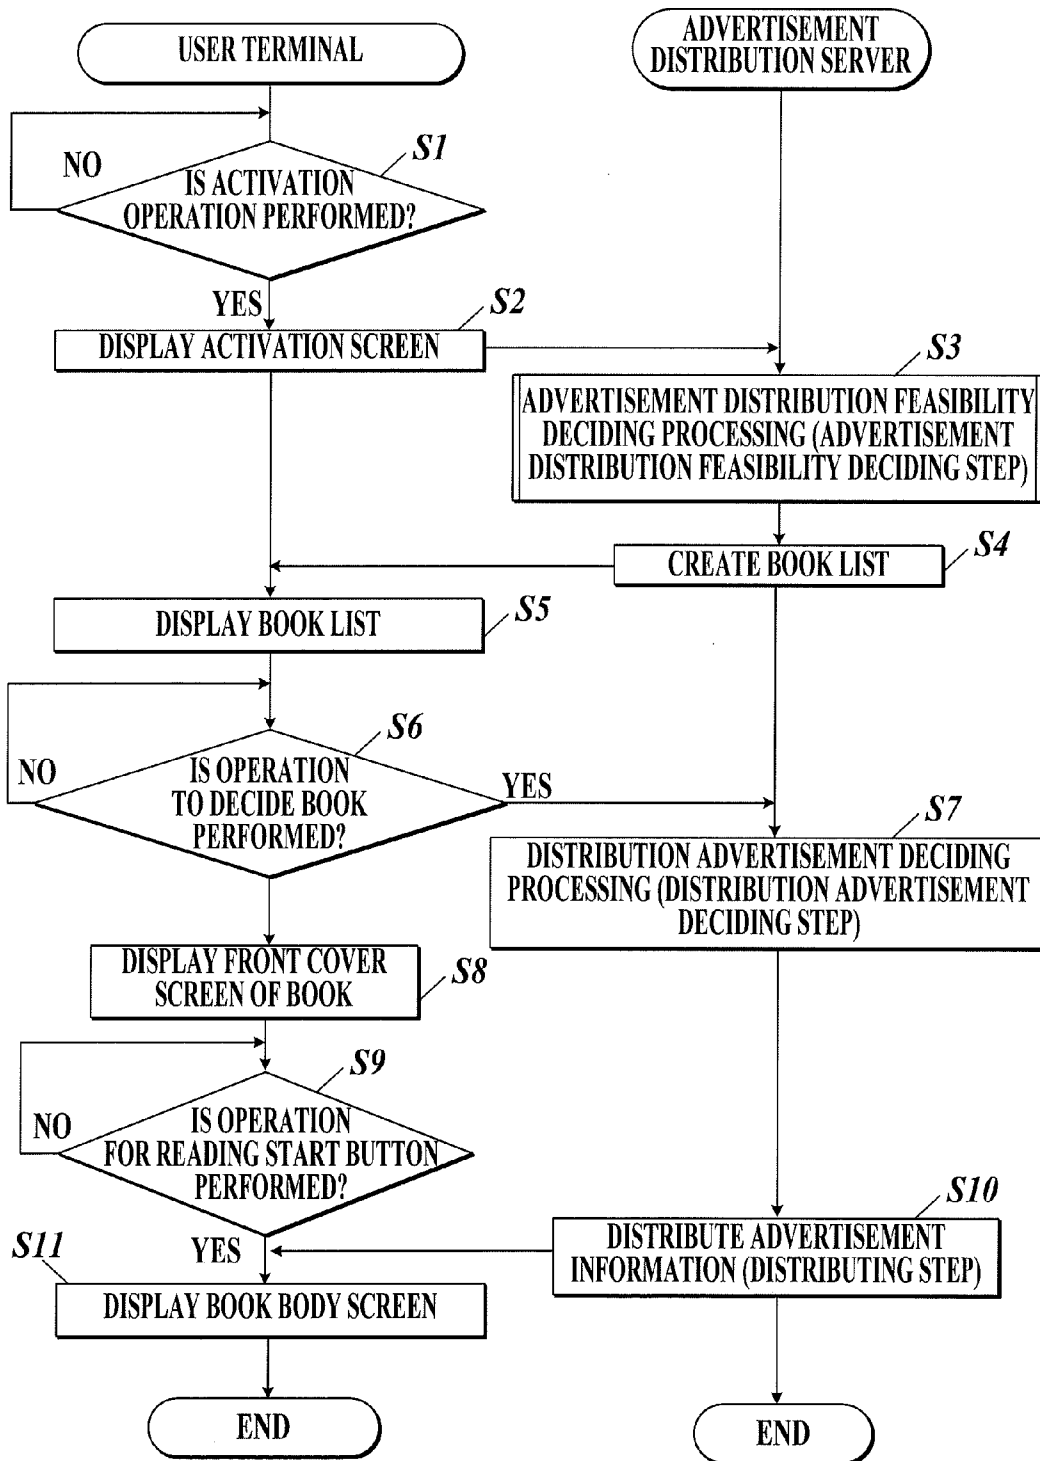 USER TERMINAL
ADVERTISEMENT
DISTRIBUTION SERVER
NO
S1
IS ACTIVATION
OPERATION PERFORMED?
YES
S2
DISPLAY ACTIVATION SCREEN
S3
ADVERTISEMENT DISTRIBUTION FEASIBILITY
DECIDING PROCESSING (ADVERTISEMENT
DISTRIBUTION FEASIBILITY DECIDING STEP)
S4
CREATE BOOK LIST
DISPLAY BOOK LIST
S5
S6
NO
IS OPERATION
TO DECIDE BOOK
PERFORMED?
YES
S7
DISTRIBUTION ADVERTISEMENT DECIDING
PROCESSING (DISTRIBUTION ADVERTISEMENT
DECIDING STEP)
DISPLAY FRONT COVER
SCREEN OF BOOK
S8
S9
NO
IS OPERATION
FOR READING START BUTTON
PERFORMED?
S10
DISTRIBUTE ADVERTISEMENT
INFORMATION (DISTRIBUTING STEP)
YES
S11
DISPLAY BOOK BODY SCREEN
END
END